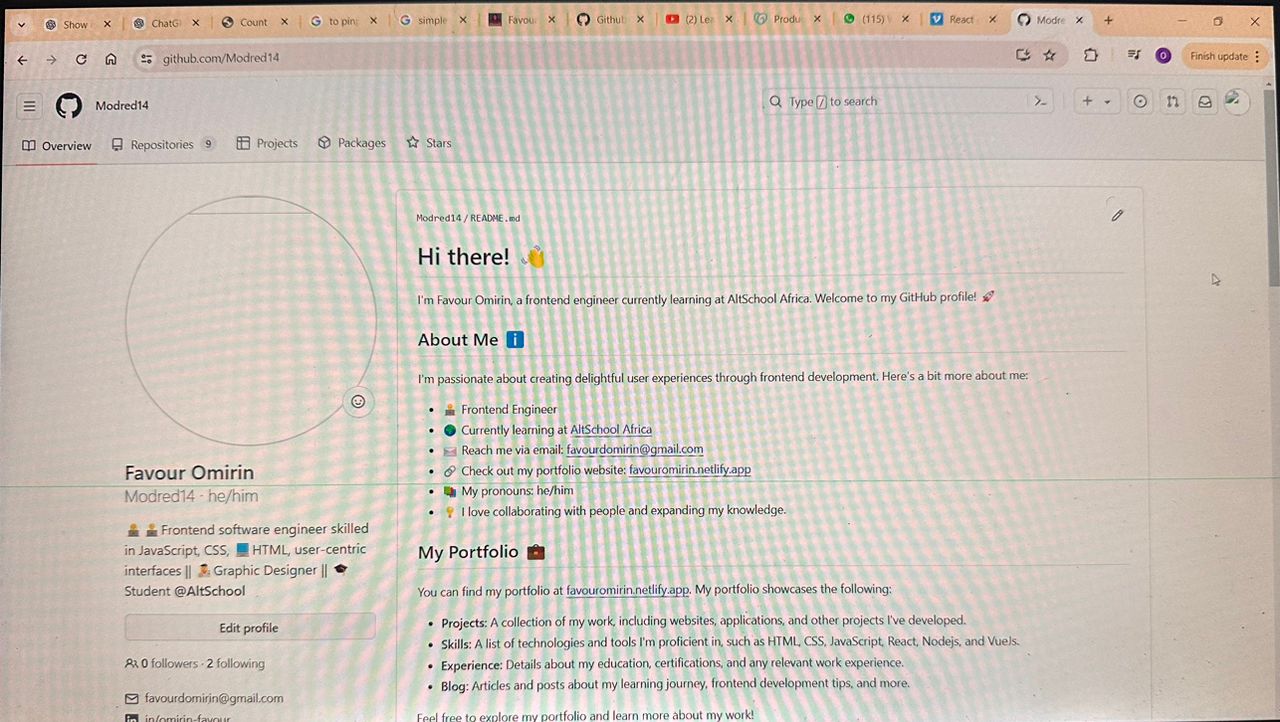 Show
ChatG
Count
to pin
simple
Favou
Github
(2) Le
Produ
(115)
React
Modre
github.com/Modred14
Finish update
Modred14
Type / to search
Overview
Repositories 9
Projects
Packages
Stars
Modred14 / README.md
Hi there! 👋
I'm Favour Omirin, a frontend engineer currently learning at AltSchool Africa. Welcome to my GitHub profile! 🚀
About Me ℹ️
I'm passionate about creating delightful user experiences through frontend development. Here's a bit more about me:
Frontend Engineer
Currently learning at AltSchool Africa
Reach me via email: favourdomirin@gmail.com
Check out my portfolio website: favouromirin.netlify.app
My pronouns: he/him
I love collaborating with people and expanding my knowledge.
My Portfolio 💼
You can find my portfolio at favouromirin.netlify.app. My portfolio showcases the following:
Projects: A collection of my work, including websites, applications, and other projects I've developed.
Skills: A list of technologies and tools I'm proficient in, such as HTML, CSS, JavaScript, React, Nodejs, and VueJs.
Experience: Details about my education, certifications, and any relevant work experience.
Blog: Articles and posts about my learning journey, frontend development tips, and more.
Feel free to explore my portfolio and learn more about my work!
Favour Omirin
Modred14 · he/him
Frontend software engineer skilled
in JavaScript, CSS, HTML, user-centric
interfaces || Graphic Designer ||
Student @AltSchool
Edit profile
0 followers · 2 following
favourdomirin@gmail.com
in/omirin-favour